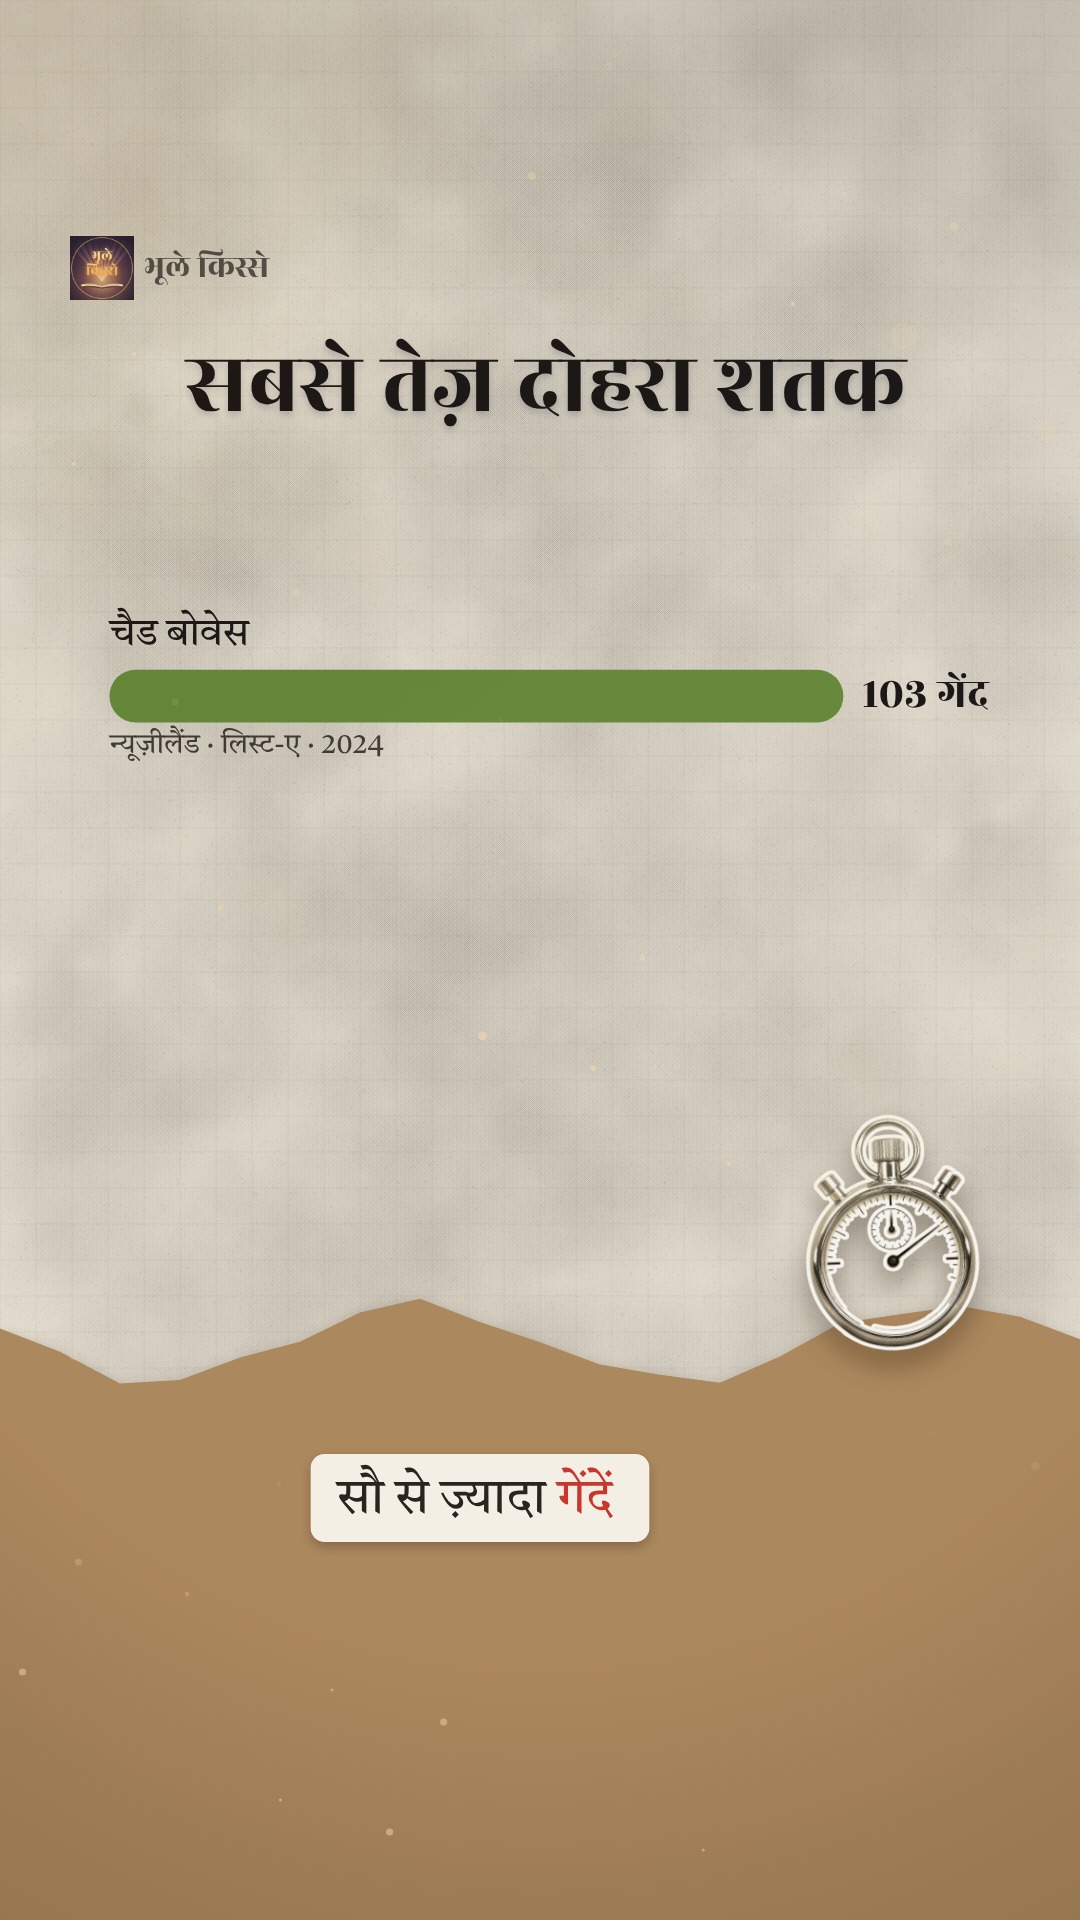 भूले किस्से
भूले किस्से
सबसे तेज़ दोहरा शतक
चैड बोवेस
103 गेंद
न्यूज़ीलैंड · लिस्ट-ए · 2024
सौ से ज़्यादा गेंदें